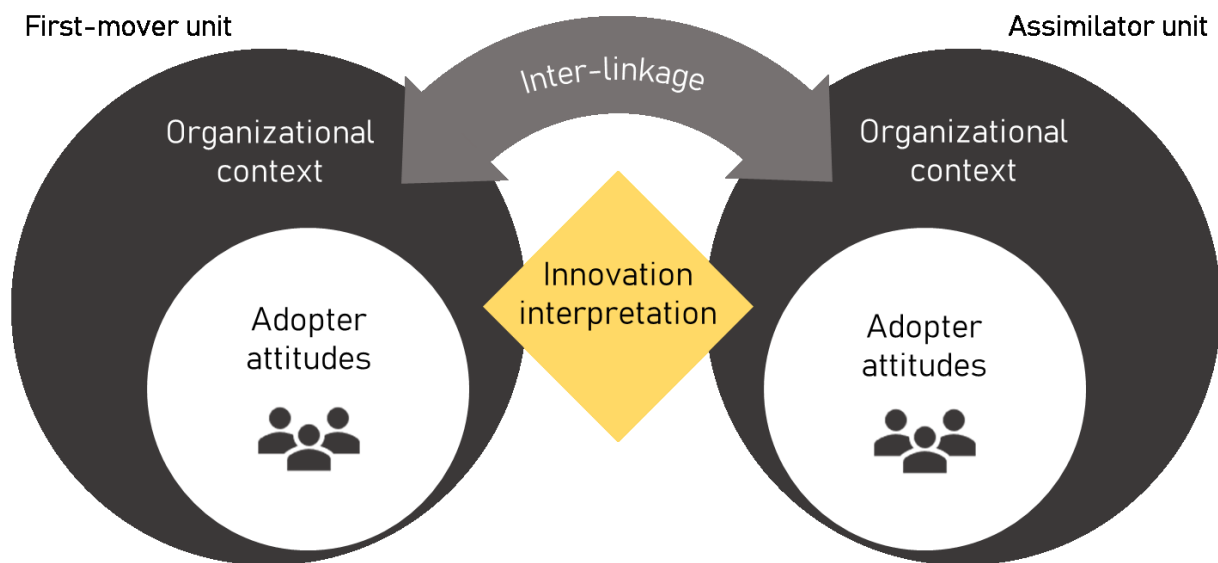 First-mover unit
Assimilator unit
Inter-linkage
Organizational
context
Organizational
context
Innovation
interpretation
Adopter
attitudes
Adopter
attitudes